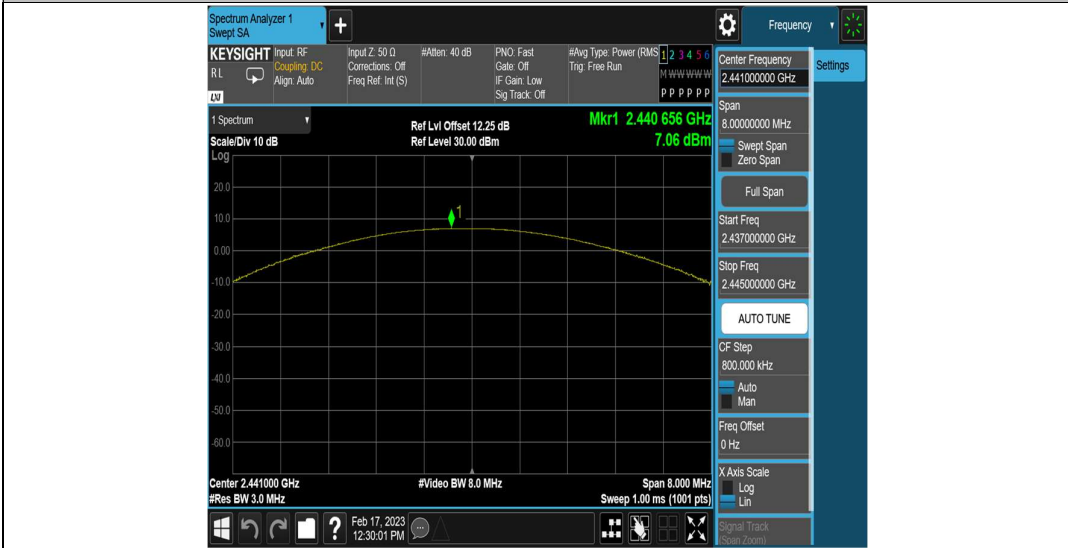 Spectrum Analyzer 1
Swept SA
+
Frequency
KEYSIGHT
RL
LXI
Input: RF
Coupling: DC
Align: Auto
Input Z: 50 Ω
Corrections: Off
Freq Ref: Int (S)
#Atten: 40 dB
PNO: Fast
Gate: Off
IF Gain: Low
Sig Track: Off
#Avg Type: Power (RMS
Trig: Free Run
1 2 3 4 5 6
M W W W W W
P P P P P P
1 Spectrum
Scale/Div 10 dB
Ref Lvl Offset 12.25 dB
Ref Level 30.00 dBm
Mkr1 2.440 656 GHz
7.06 dBm
Log
20.0
10.0
0.00
-10.0
-20.0
-30.0
-40.0
-50.0
-60.0
1
Center 2.441000 GHz
#Res BW 3.0 MHz
#Video BW 8.0 MHz
Span 8.000 MHz
Sweep 1.00 ms (1001 pts)
Center Frequency
2.441000000 GHz
Settings
Span
8.00000000 MHz
Swept Span
Zero Span
Full Span
Start Freq
2.437000000 GHz
Stop Freq
2.445000000 GHz
AUTO TUNE
CF Step
800.000 kHz
Auto
Man
Freq Offset
0 Hz
X Axis Scale
Log
Lin
Signal Track
(Span Zoom)
?
Feb 17, 2023
12:30:01 PM